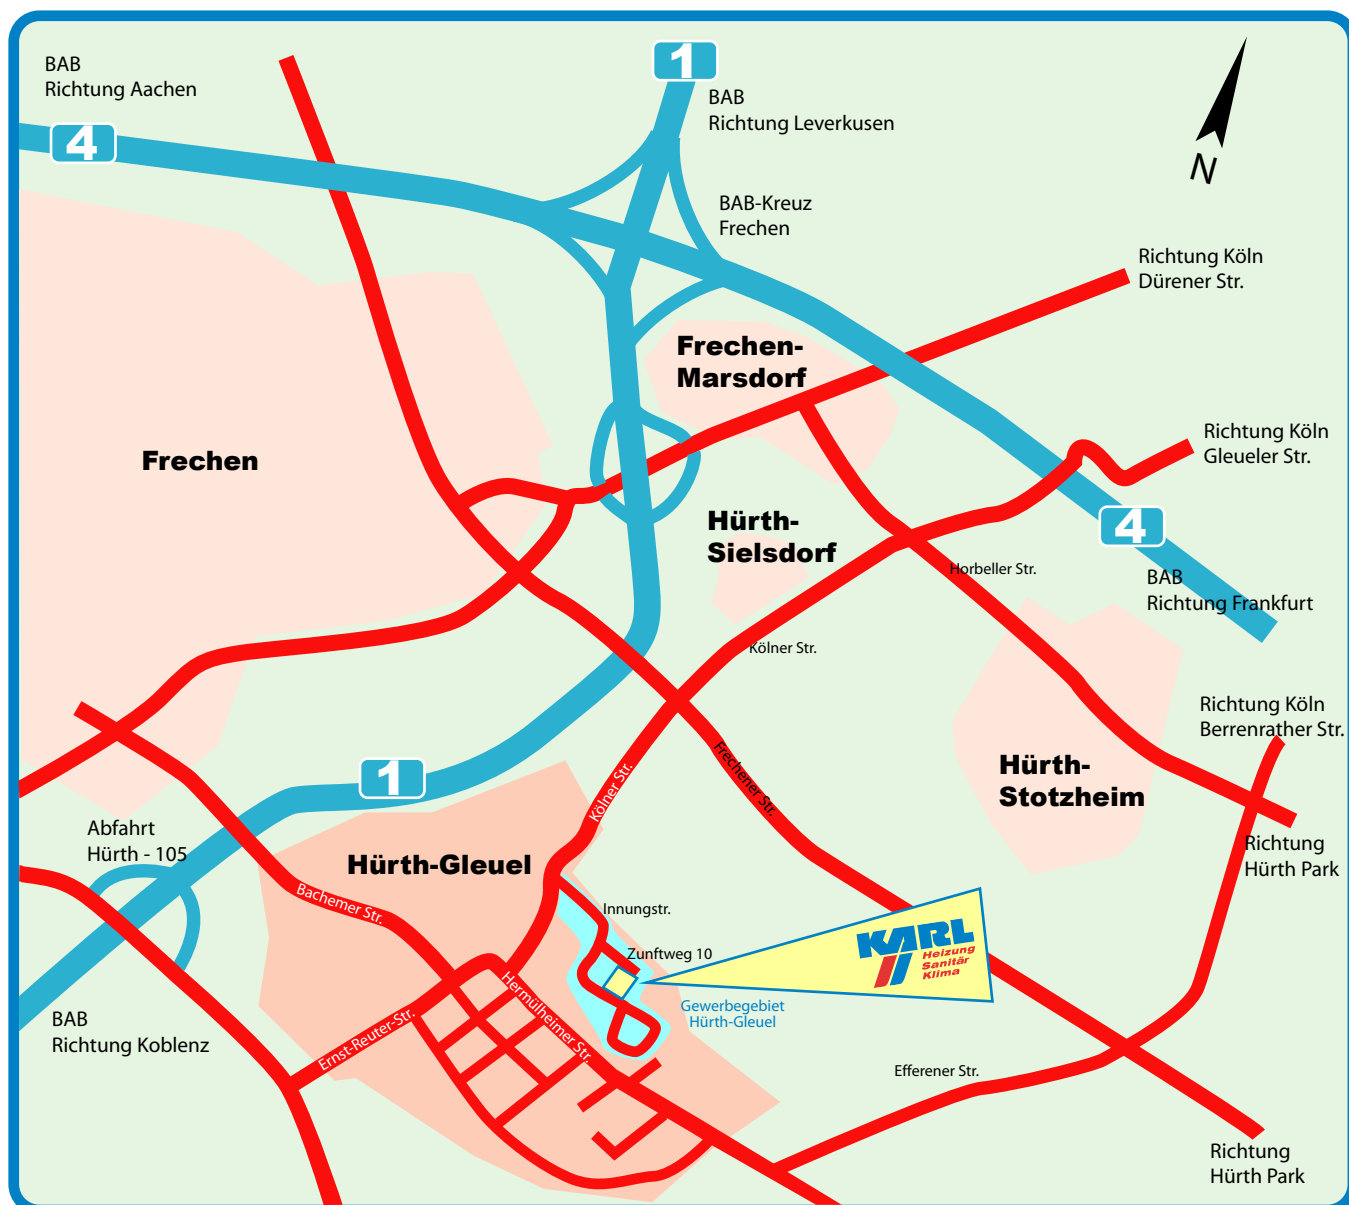 BAB
Richtung Aachen
4
1
BAB
Richtung Leverkusen
N
BAB-Kreuz
Frechen
Richtung Köln
Dürener Str.
Frechen-
Marsdorf
Frechen
Richtung Köln
Gleueler Str.
Hürth-
Sielsdorf
4
Horbeller Str.
BAB
Richtung Frankfurt
Kölner Str.
Richtung Köln
Berrenrather Str.
1
Frechener Str.
Hürth-
Stotzheim
Kölner Str.
Abfahrt
Hürth - 105
Hürth-Gleuel
Richtung
Hürth Park
Bachemer Str.
Innungstr.
KARL
Heizung
Sanitär
Klima
Zunftweg 10
Gewerbegebiet
Hürth-Gleuel
BAB
Richtung Koblenz
Hermülheimer Str.
Ernst-Reuter-Str.
Efferener Str.
Richtung
Hürth Park